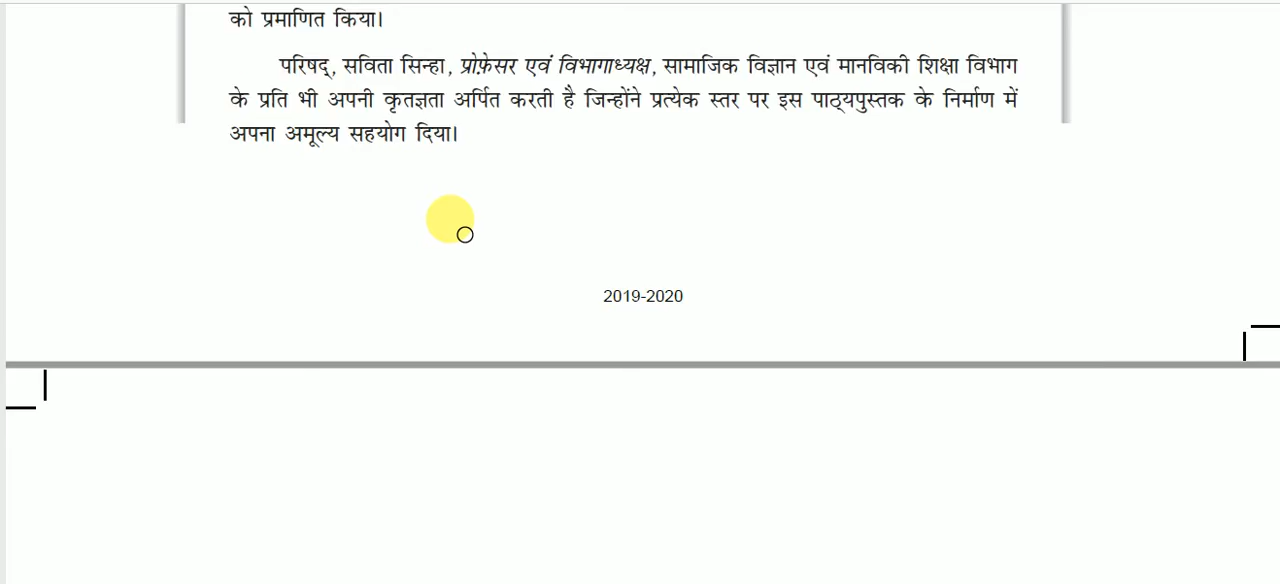 को प्रमाणित किया।
परिषद्, सविता सिन्हा, प्रोफ़ेसर एवं विभागाध्यक्ष, सामाजिक विज्ञान एवं मानविकी शिक्षा विभाग
के प्रति भी अपनी कृतज्ञता अर्पित करती है जिन्होंने प्रत्येक स्तर पर इस पाठ्यपुस्तक के निर्माण में
अपना अमूल्य सहयोग दिया।
2019-2020